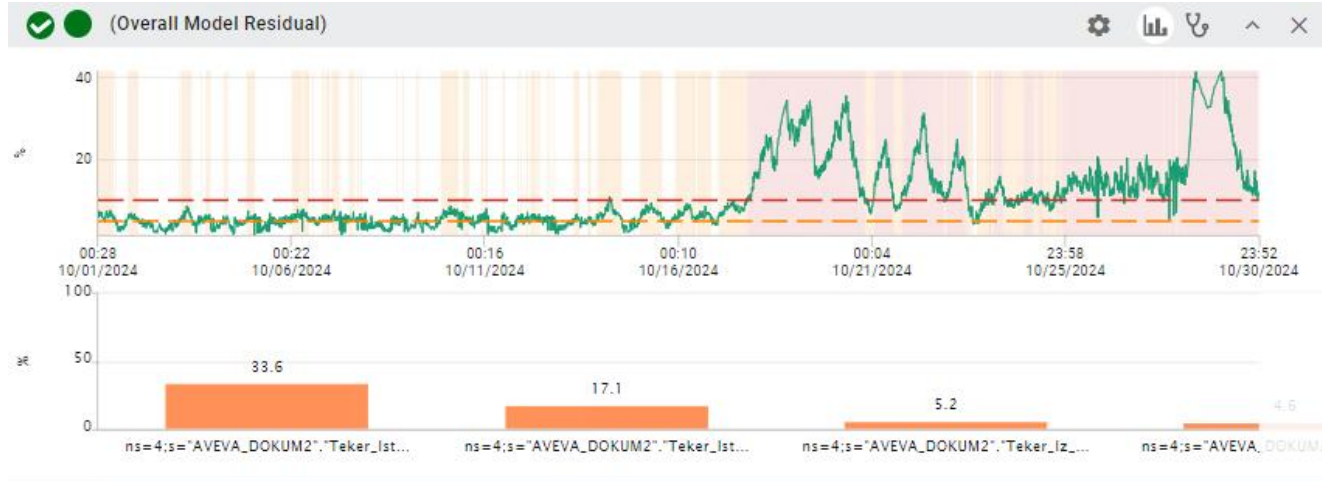 (Overall Model Residual)
40
%
20
00:28 00:22 00:16 00:10 00:04 23:58 23:52
10/01/2024 10/06/2024 10/11/2024 10/16/2024 10/21/2024 10/25/2024 10/30/2024
100
%
50
33.6 17.1 5.2 4.6
0
ns=4;s="AVEVA_DOKUM2"."Teker_Ist... ns=4;s="AVEVA_DOKUM2"."Teker_Ist... ns=4;s="AVEVA_DOKUM2"."Teker_Iz_... ns=4;s="AVEVA_DOKUM